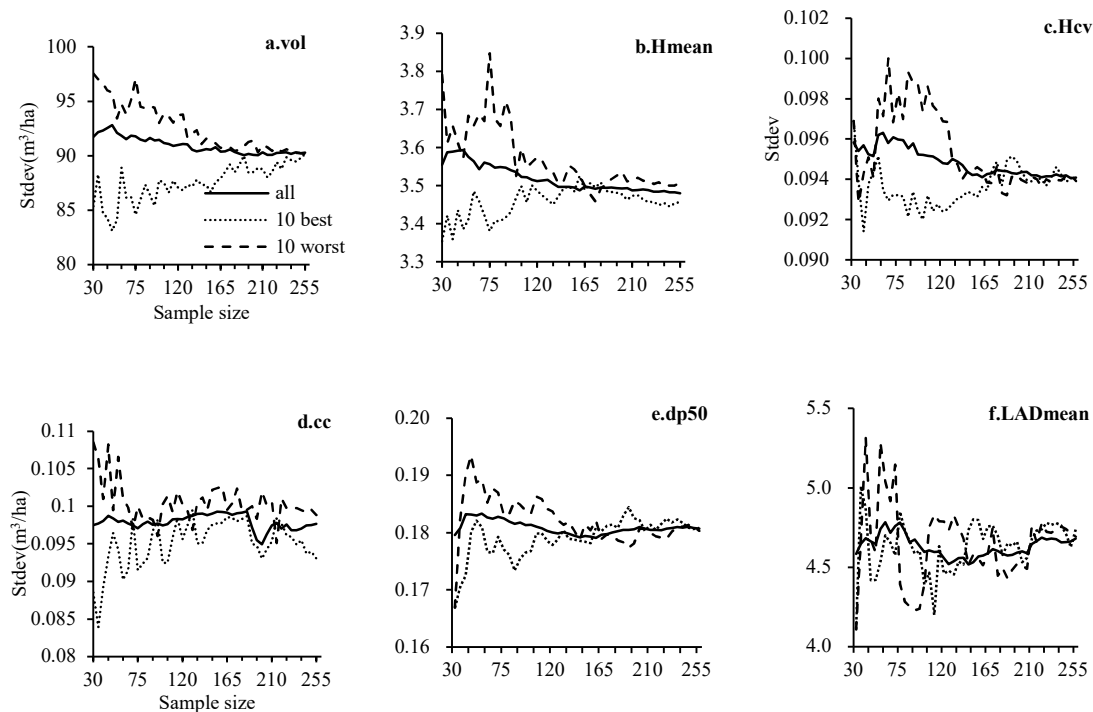 a.vol
100
95
90
85
80
Stdev(m³/ha)
all
10 best
10 worst
30 75 120 165 210 255
Sample size
b.Hmean
3.9
3.8
3.7
3.6
3.5
3.4
3.3
30 75 120 165 210 255
c.Hcv
0.102
0.100
0.098
0.096
0.094
0.092
0.090
Stdev
30 75 120 165 210 255
d.cc
0.11
0.105
0.1
0.095
0.09
0.085
0.08
Stdev(m³/ha)
30 75 120 165 210 255
Sample size
e.dp50
0.20
0.19
0.18
0.17
0.16
30 75 120 165 210 255
f.LADmean
5.5
5.0
4.5
4.0
30 75 120 165 210 255